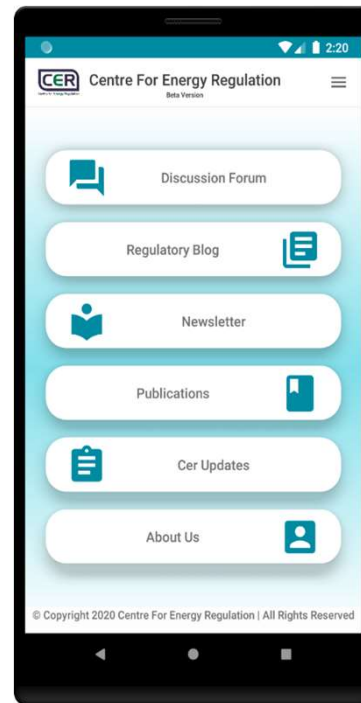 2:20
CER
Centre For Energy Regulation
Beta Version
Discussion Forum
Regulatory Blog
Newsletter
Publications
Cer Updates
About Us
© Copyright 2020 Centre For Energy Regulation | All Rights Reserved